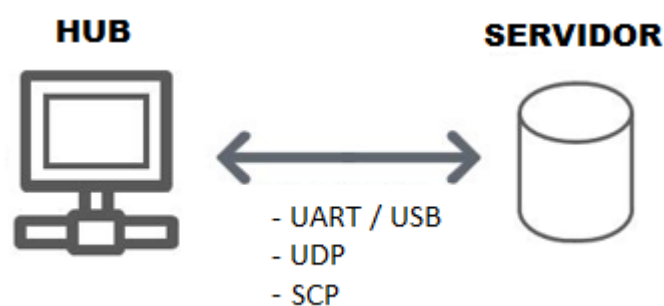 HUB
SERVIDOR
- UART / USB
- UDP
- SCP